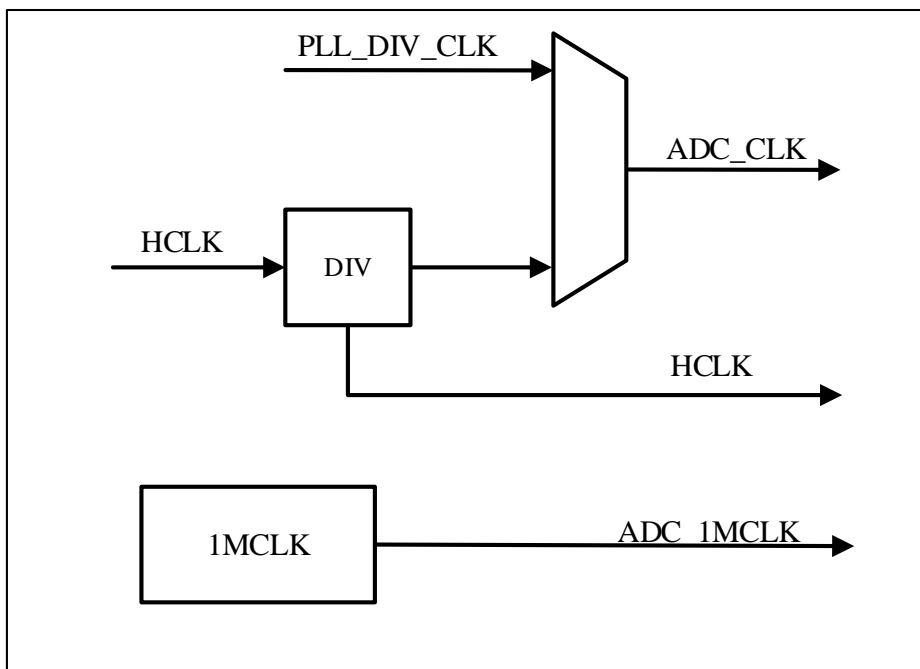 PLL_DIV_CLK
ADC_CLK
HCLK
DIV
HCLK
1MCLK
ADC_1MCLK